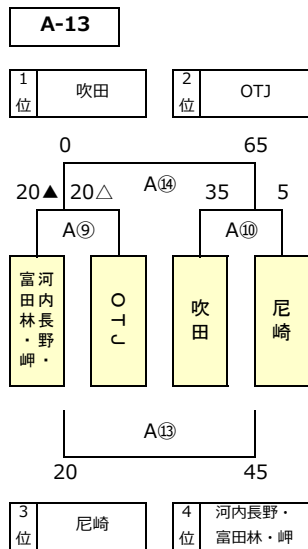 A-13
1位 吹田 2位 OTJ
0 65
20▲ 20△ A⑭ 35 5
A⑨ A⑩
河内長野・富田林・岬 OTJ 吹田 尼崎
A⑬
20 45
3位 尼崎 4位 河内長野・
富田林・岬